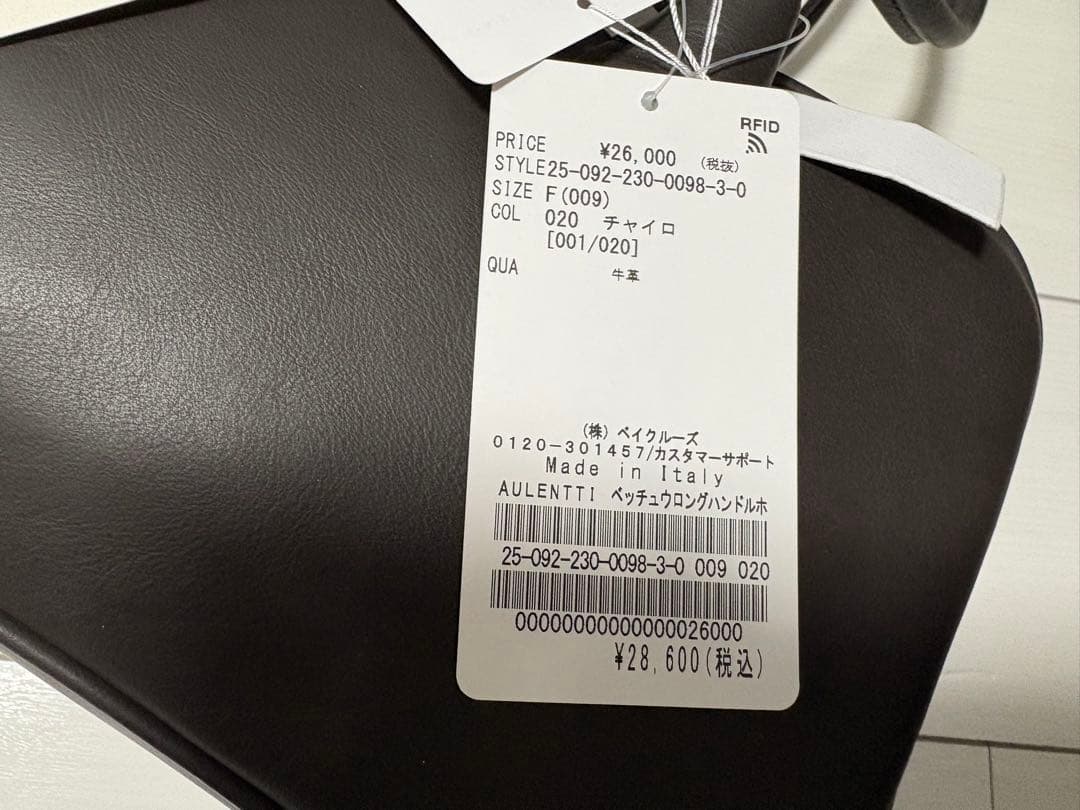 RFID
PRICE ¥26,000 (税抜)
STYLE 25-092-230-0098-3-0
SIZE F(009)
COL 020 チャイロ
[001/020]
QUA 牛革
(株) ベイクルーズ
0120-301457/カスタマーサポート
Made in Italy
AULENTTI ベッチュウロングハンドルホ
25-092-230-0098-3-0 009 020
00000000000000026000
¥28,600(税込)